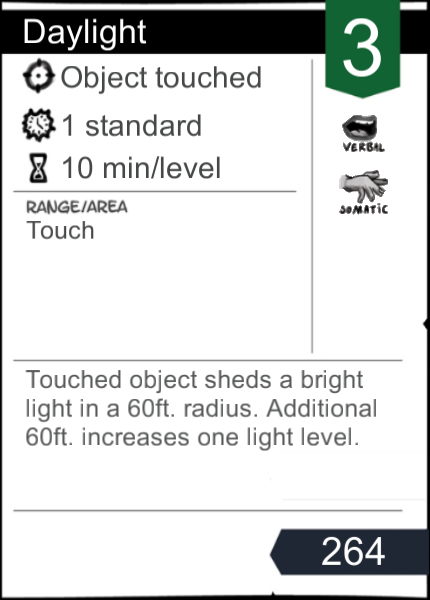 Daylight
3
Object touched
1 standard
10 min/level
VERBAL
SOMATIC
RANGE/AREA
Touch
Touched object sheds a bright
light in a 60ft. radius. Additional
60ft. increases one light level.
264